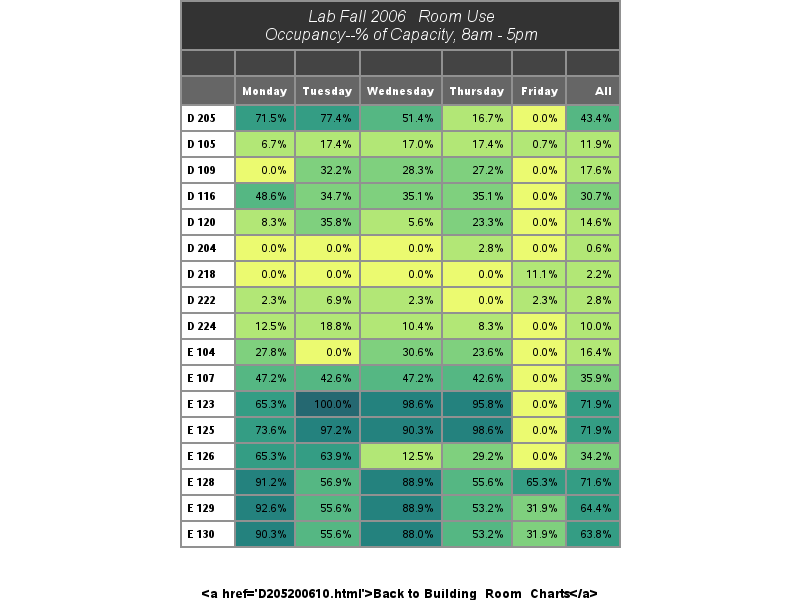 Lab Fall 2006 Room Use
Occupancy--% of Capacity, 8am - 5pm
Monday Tuesday Wednesday Thursday Friday All
D 205 71.5% 77.4% 51.4% 16.7% 0.0% 43.4%
D 105 6.7% 17.4% 17.0% 17.4% 0.7% 11.9%
D 109 0.0% 32.2% 28.3% 27.2% 0.0% 17.6%
D 116 48.6% 34.7% 35.1% 35.1% 0.0% 30.7%
D 120 8.3% 35.8% 5.6% 23.3% 0.0% 14.6%
D 204 0.0% 0.0% 0.0% 2.8% 0.0% 0.6%
D 218 0.0% 0.0% 0.0% 0.0% 11.1% 2.2%
D 222 2.3% 6.9% 2.3% 0.0% 2.3% 2.8%
D 224 12.5% 18.8% 10.4% 8.3% 0.0% 10.0%
E 104 27.8% 0.0% 30.6% 23.6% 0.0% 16.4%
E 107 47.2% 42.6% 47.2% 42.6% 0.0% 35.9%
E 123 65.3% 100.0% 98.6% 95.8% 0.0% 71.9%
E 125 73.6% 97.2% 90.3% 98.6% 0.0% 71.9%
E 126 65.3% 63.9% 12.5% 29.2% 0.0% 34.2%
E 128 91.2% 56.9% 88.9% 55.6% 65.3% 71.6%
E 129 92.6% 55.6% 88.9% 53.2% 31.9% 64.4%
E 130 90.3% 55.6% 88.0% 53.2% 31.9% 63.8%
<a href='D205200610.html'>Back to Building_Room_Charts</a>